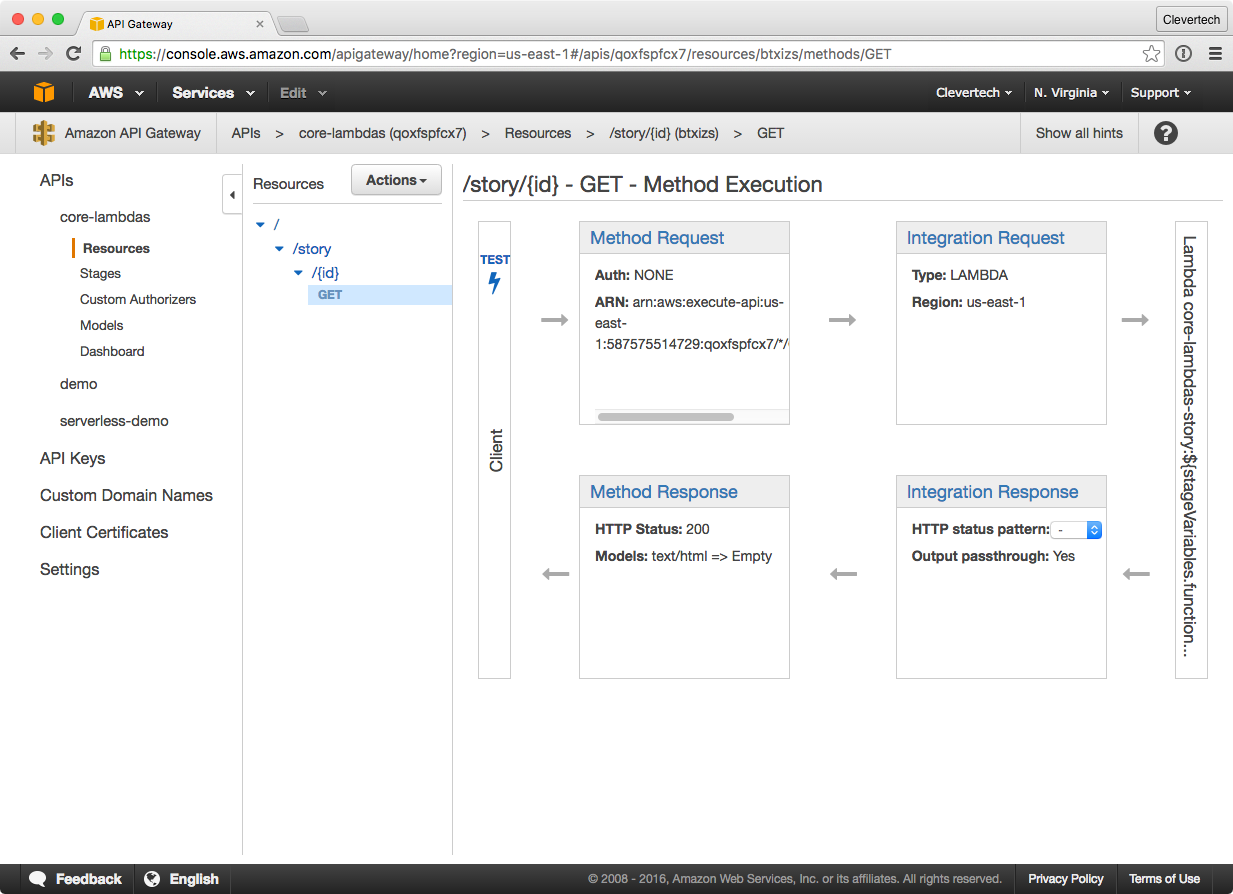 API Gateway
Clevertech
https://console.aws.amazon.com/apigateway/home?region=us-east-1#/apis/qoxfspfcx7/resources/btxizs/methods/GET
AWS Services Edit Clevertech N. Virginia Support
Amazon API Gateway APIs > core-lambdas (qoxfspfcx7) > Resources > /story/{id} (btxizs) > GET Show all hints ?
APIs
core-lambdas
Resources
Stages
Custom Authorizers
Models
Dashboard
demo
serverless-demo
API Keys
Custom Domain Names
Client Certificates
Settings
Resources Actions
/
/story
/{id}
GET
/story/{id} - GET - Method Execution
TEST
Client
Method Request
Auth: NONE
ARN: arn:aws:execute-api:us-
east-
1:587575514729:qoxfspfcx7/*/
Integration Request
Type: LAMBDA
Region: us-east-1
Lambda core-lambdas-story:${stageVariables.function...
Method Response
HTTP Status: 200
Models: text/html => Empty
Integration Response
HTTP status pattern: -
Output passthrough: Yes
Feedback English © 2008 - 2016, Amazon Web Services, Inc. or its affiliates. All rights reserved. Privacy Policy Terms of Use